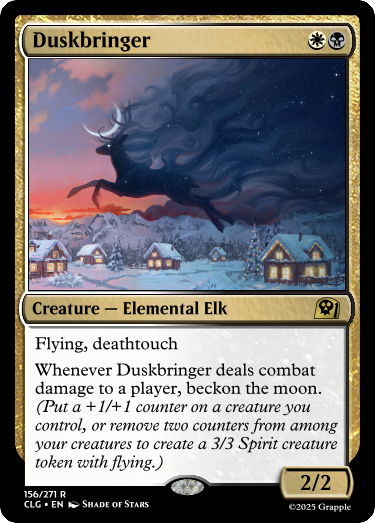 Duskbringer
Creature — Elemental Elk
Flying, deathtouch
Whenever Duskbringer deals combat
damage to a player, beckon the moon.
(Put a +1/+1 counter on a creature you
control, or remove two counters from among
your creatures to create a 3/3 Spirit creature
token with flying.)
2/2
156/271 R
CLG • EN Shade of Stars
©2025 Grapple